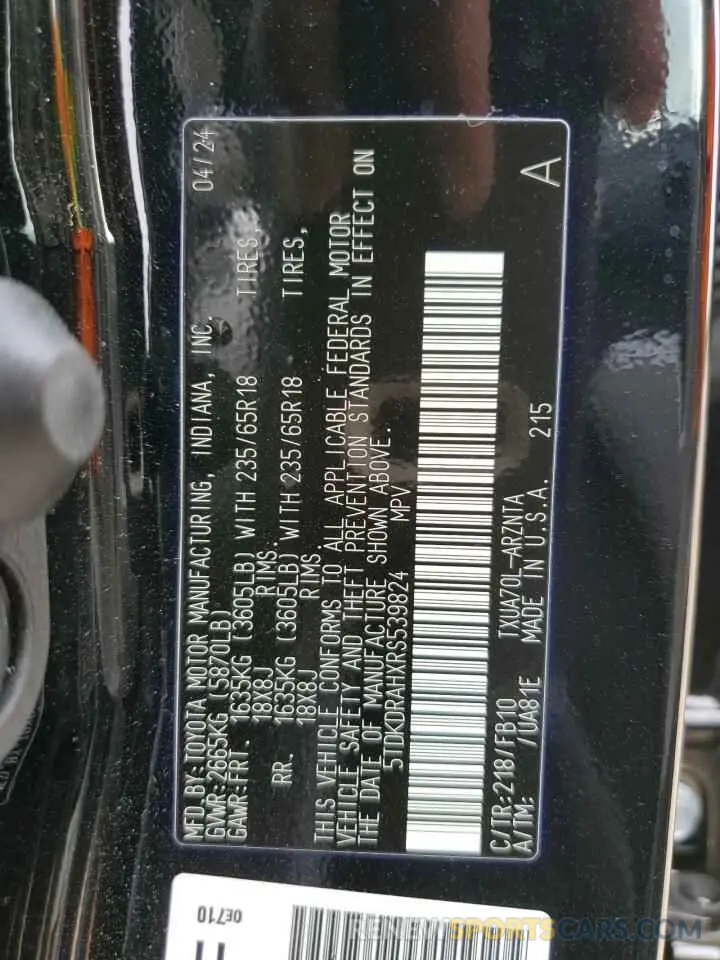 MFD.BY:TOYOTA MOTOR MANUFACTURING, INDIANA, INC. 04/24
GVWR:2665KG (5870LB)
GAWR:FRT. 1635KG (3605LB) WITH 235/65R18 TIRES,
18X8J RIMS.
RR. 1635KG (3605LB) WITH 235/65R18 TIRES,
18X8J RIMS.
THIS VEHICLE CONFORMS TO ALL APPLICABLE FEDERAL MOTOR
VEHICLE SAFETY AND THEFT PREVENTION STANDARDS IN EFFECT ON
THE DATE OF MANUFACTURE SHOWN ABOVE.
5TDKDRAHXRS539824 MPV
C/TR:218/FB10 TXUA70L-ARZNTA 215 A
A/TM: /UA81E MADE IN U.S.A.
0E710
RENEWSPORTSCARS.COM